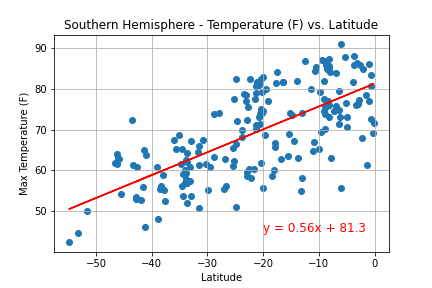 Southern Hemisphere - Temperature (F) vs. Latitude
Max Temperature (F)
90
80
70
60
50
y = 0.56x + 81.3
−50
−40
−30
−20
−10
0
Latitude